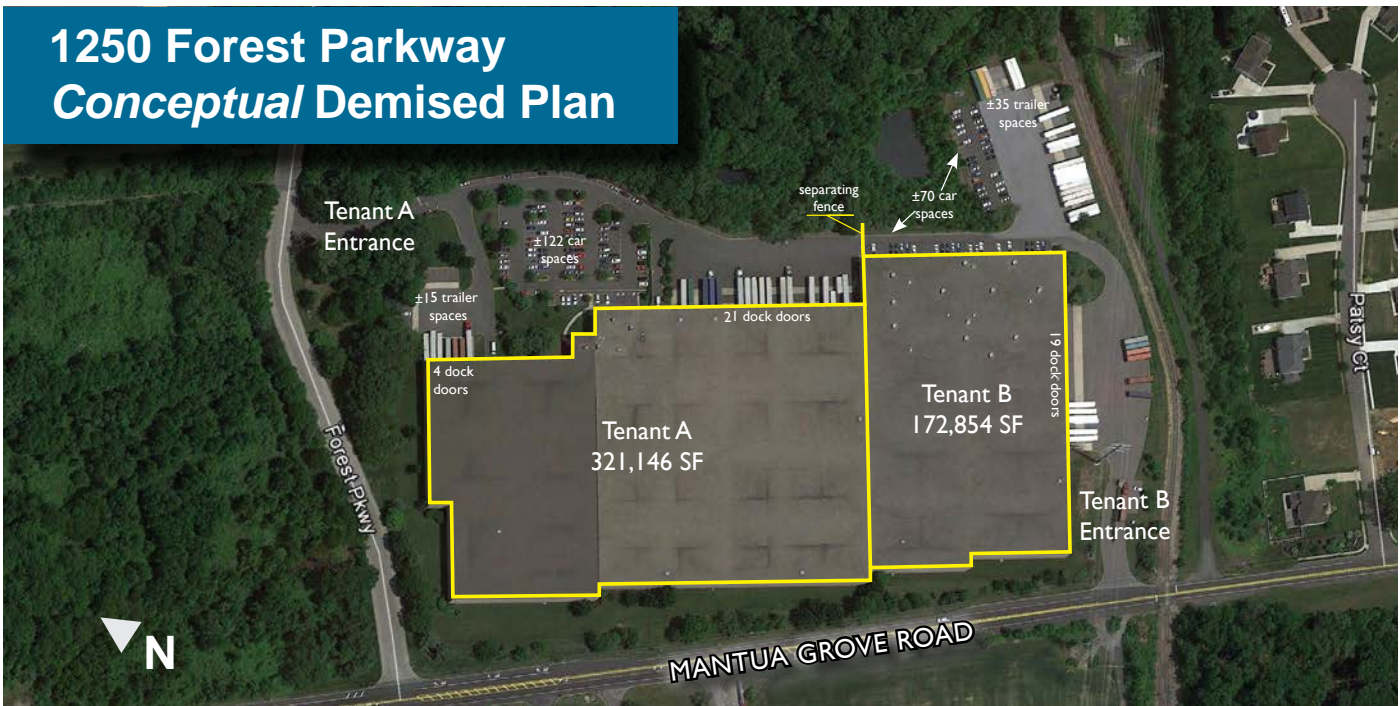 1250 Forest Parkway
Conceptual Demised Plan
±35 trailer
spaces
separating
fence
±70 car
spaces
Tenant A
Entrance
±122 car
spaces
±15 trailer
spaces
21 dock doors
4 dock
doors
19 dock doors
Tenant B
172,854 SF
Tenant A
321,146 SF
Forest Pkwy
Patsy Ct
Tenant B
Entrance
MANTUA GROVE ROAD
N